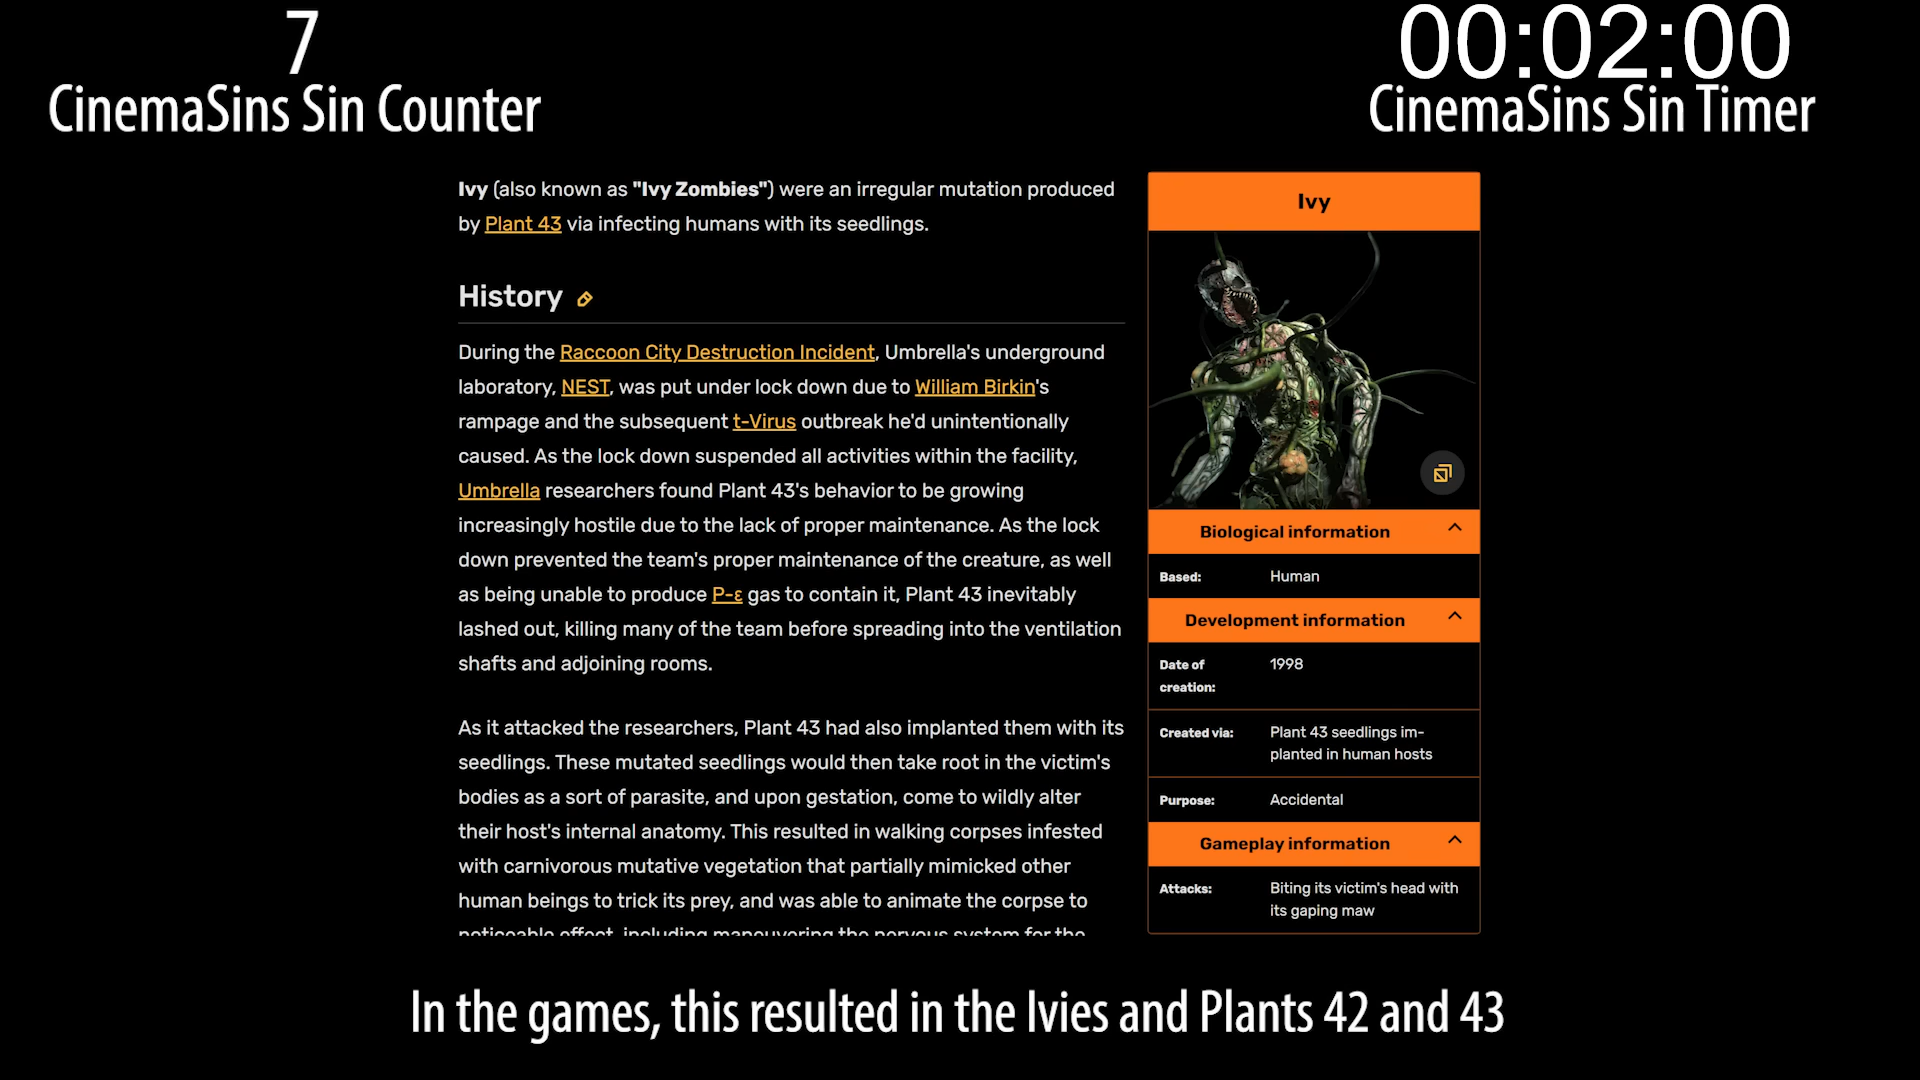 7
CinemaSins Sin Counter
00:02:00
CinemaSins Sin Timer
Ivy (also known as "Ivy Zombies") were an irregular mutation produced
by Plant 43 via infecting humans with its seedlings.
History
During the Raccoon City Destruction Incident, Umbrella's underground
laboratory, NEST, was put under lock down due to William Birkin's
rampage and the subsequent t-Virus outbreak he'd unintentionally
caused. As the lock down suspended all activities within the facility,
Umbrella researchers found Plant 43's behavior to be growing
increasingly hostile due to the lack of proper maintenance. As the lock
down prevented the team's proper maintenance of the creature, as well
as being unable to produce P-ε gas to contain it, Plant 43 inevitably
lashed out, killing many of the team before spreading into the ventilation
shafts and adjoining rooms.
As it attacked the researchers, Plant 43 had also implanted them with its
seedlings. These mutated seedlings would then take root in the victim's
bodies as a sort of parasite, and upon gestation, come to wildly alter
their host's internal anatomy. This resulted in walking corpses infested
with carnivorous mutative vegetation that partially mimicked other
human beings to trick its prey, and was able to animate the corpse to
noticeable effect, including maneuvering the nervous system for the
Ivy
Biological information
Based: Human
Development information
Date of 1998
creation:
Created via: Plant 43 seedlings im-
planted in human hosts
Purpose: Accidental
Gameplay information
Attacks: Biting its victim's head with
its gaping maw
In the games, this resulted in the Ivies and Plants 42 and 43